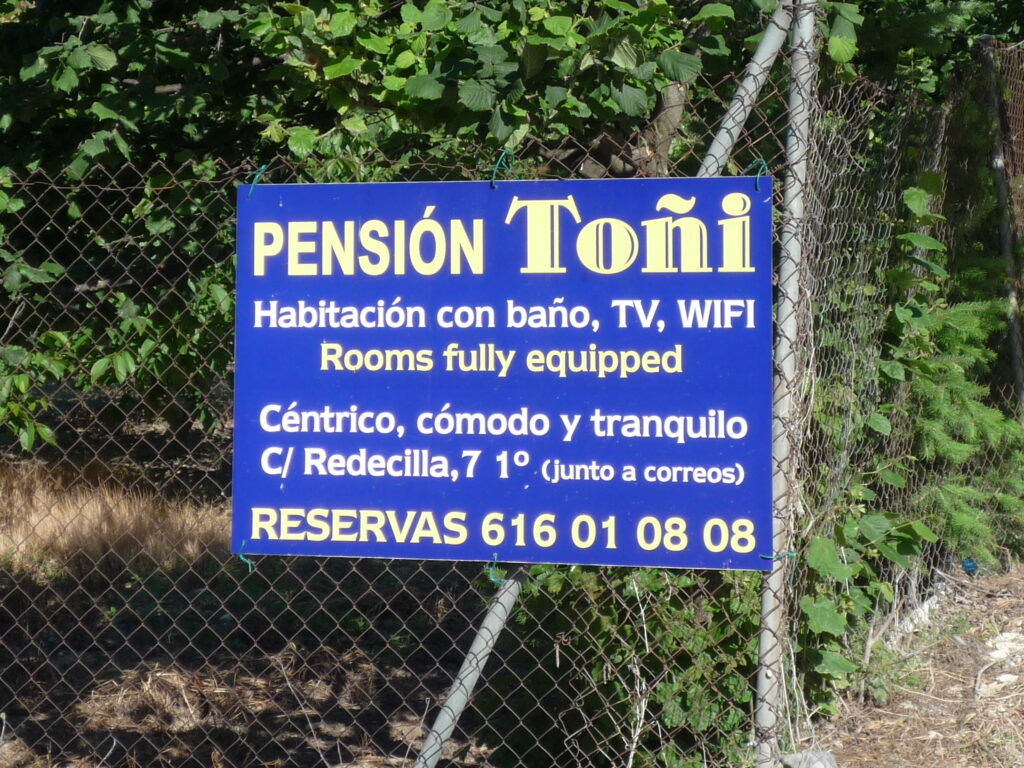 PENSIÓN Toñi
Habitación con baño, TV, WIFI
Rooms fully equipped
Céntrico, cómodo y tranquilo
C/ Redecilla,7 1º (junto a correos)
RESERVAS 616 01 08 08